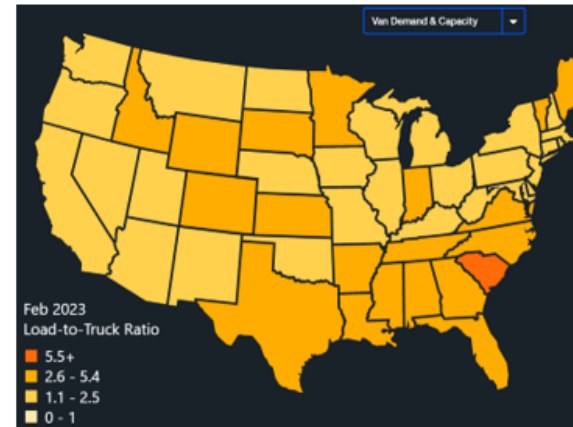 Van Demand & Capacity
Feb 2023
Load-to-Truck Ratio
5.5+
2.6 - 5.4
1.1 - 2.5
0 - 1